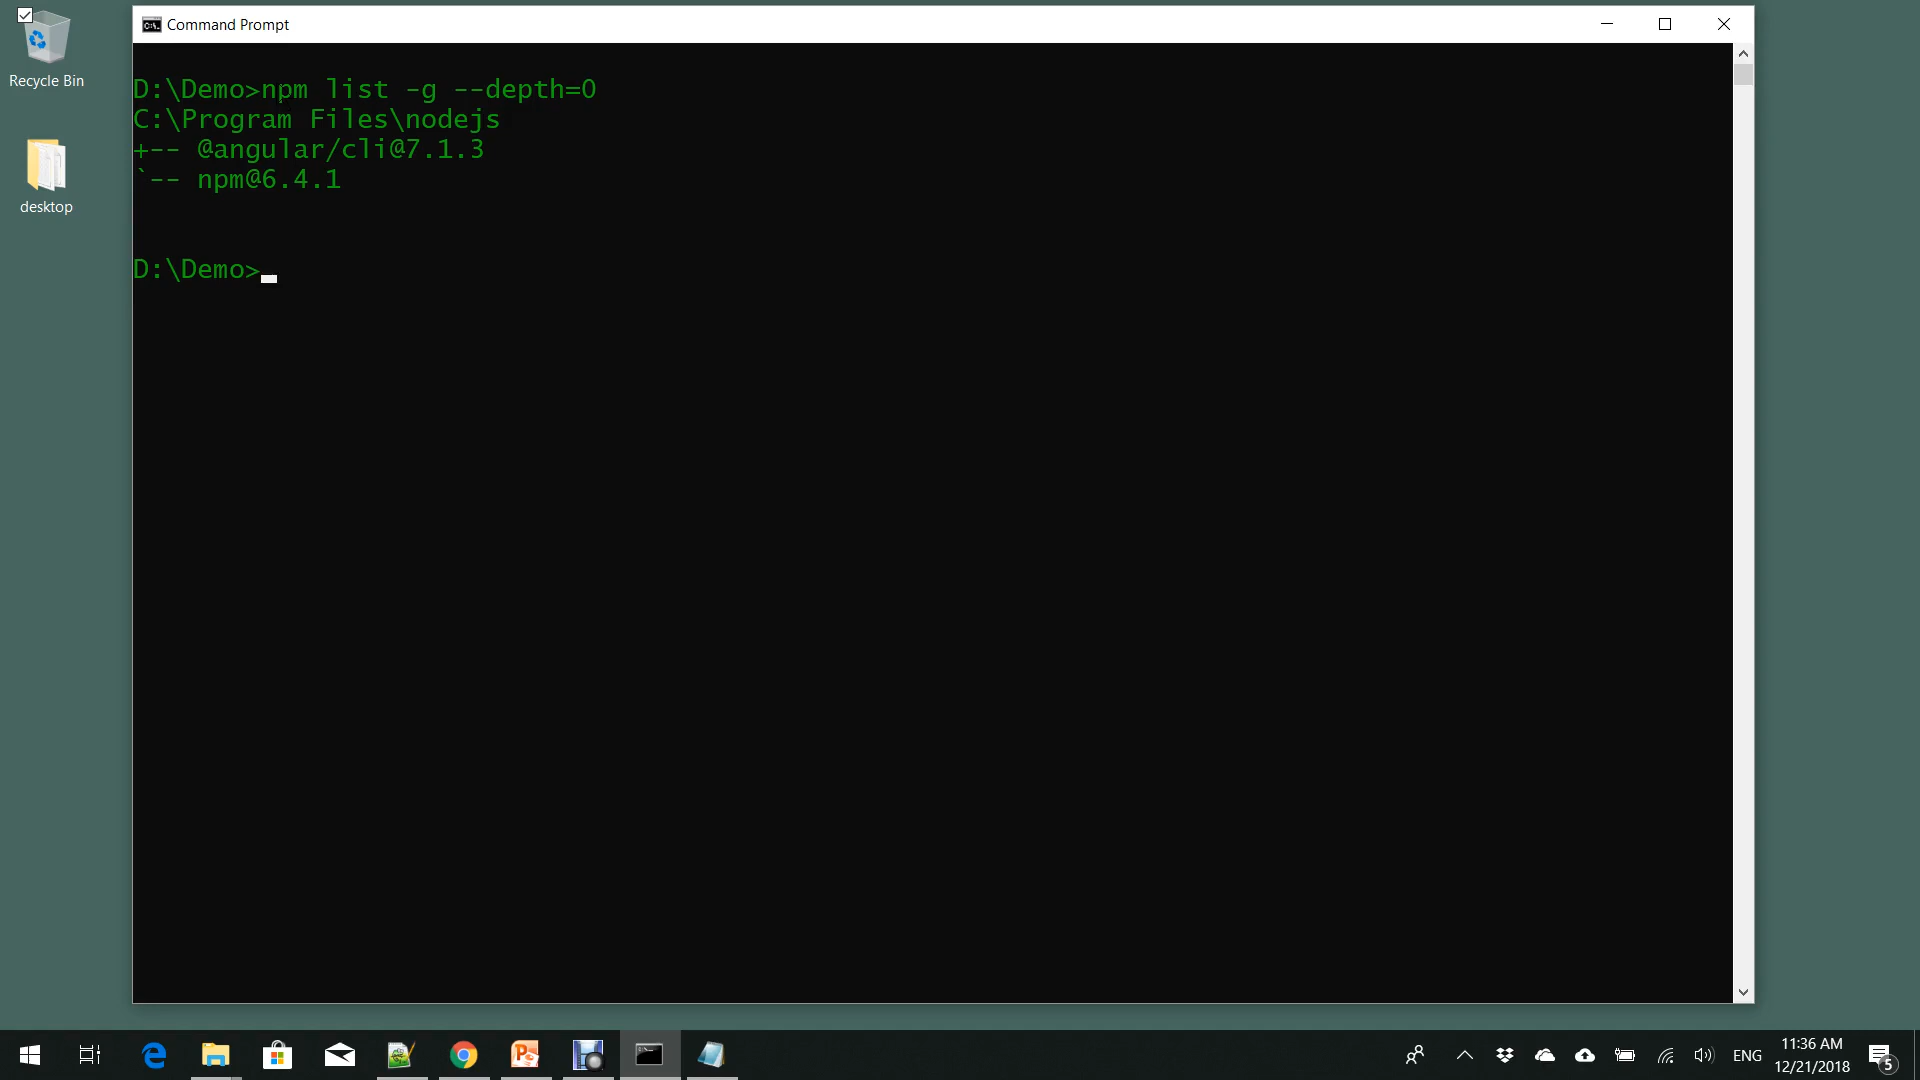 Command Prompt
Recycle Bin
desktop
D:\Demo>npm list -g --depth=0
C:\Program Files\nodejs
+-- @angular/cli@7.1.3
`-- npm@6.4.1
D:\Demo>
ENG
11:36 AM
12/21/2018
5